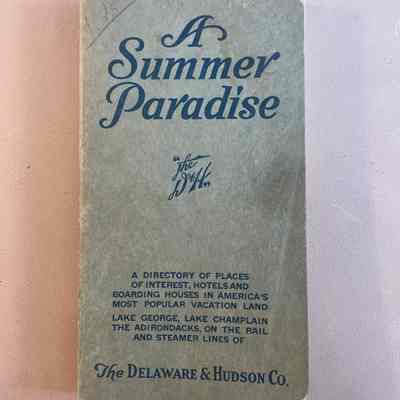 A
Summer
Paradise
"The
D&H"
A DIRECTORY OF PLACES
OF INTEREST, HOTELS AND
BOARDING HOUSES IN AMERICA'S
MOST POPULAR VACATION LAND
LAKE GEORGE, LAKE CHAMPLAIN
THE ADIRONDACKS, ON THE RAIL
AND STEAMER LINES OF
The DELAWARE & HUDSON CO.